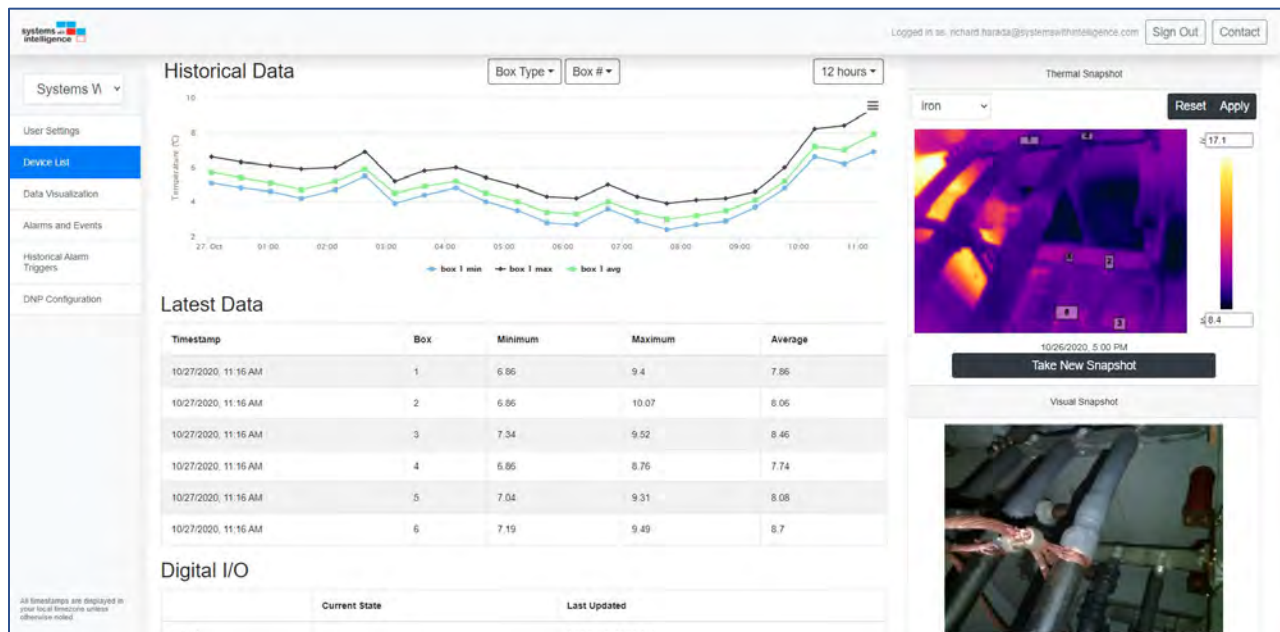 systems with intelligence
Logged in as: richard.harada@systemswithintelligence.com
Sign Out
Contact
Systems W
User Settings
Device List
Data Visualization
Alarms and Events
Historical Alarm
Triggers
DNP Configuration
All timestamps are displayed in
your local timezone unless
otherwise noted
Historical Data
Box Type
Box #
12 hours
Temperature (°C)
10
8
6
4
2
27. Oct 01:00 02:00 03:00 04:00 05:00 06:00 07:00 08:00 09:00 10:00 11:00
box 1 min box 1 max box 1 avg
Latest Data
Timestamp Box Minimum Maximum Average
10/27/2020, 11:16 AM 1 6.86 9.4 7.86
10/27/2020, 11:16 AM 2 6.86 10.07 8.06
10/27/2020, 11:16 AM 3 7.34 9.52 8.46
10/27/2020, 11:16 AM 4 6.86 8.76 7.74
10/27/2020, 11:16 AM 5 7.04 9.31 8.08
10/27/2020, 11:16 AM 6 7.19 9.49 8.7
Digital I/O
Current State Last Updated
Thermal Snapshot
iron
Reset Apply
≥ 17.1
≤ 8.4
2
3
10/26/2020, 5:00 PM
Take New Snapshot
Visual Snapshot